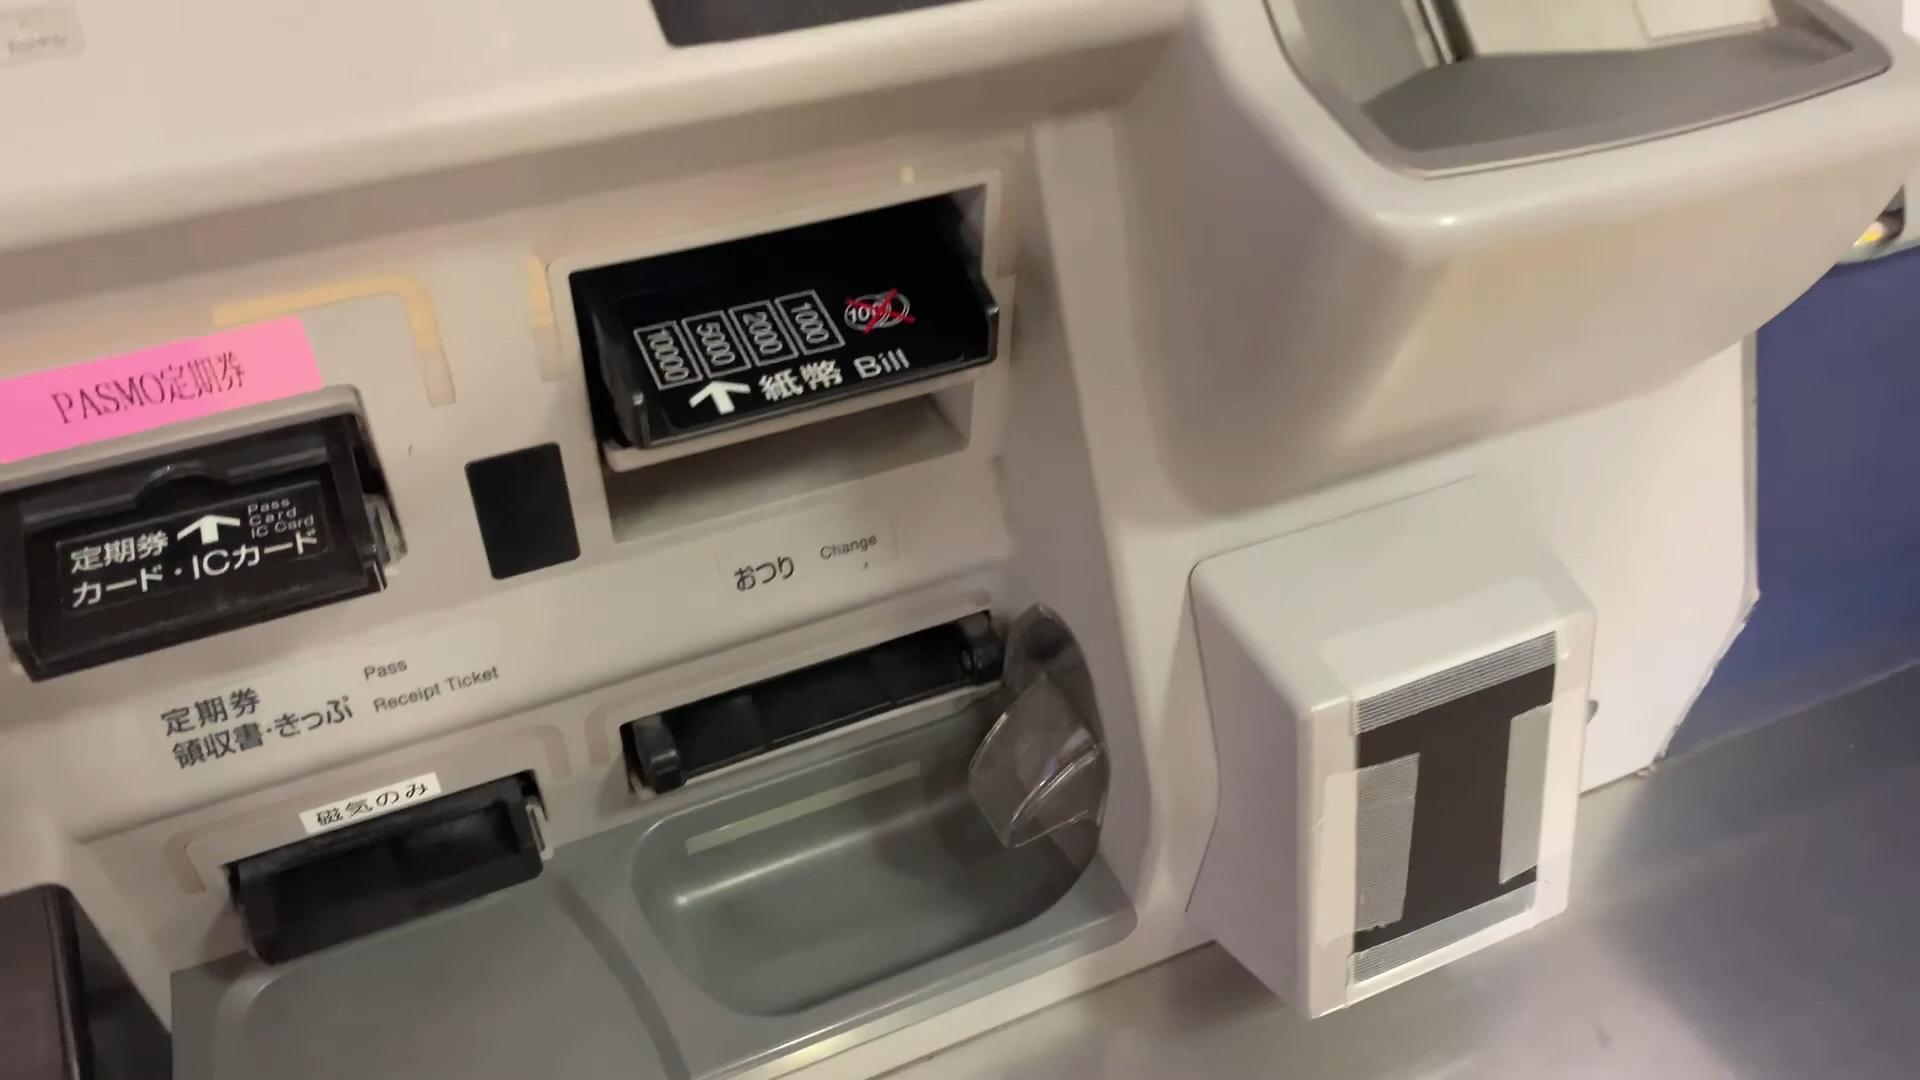 PASMO定期券
定期券
カード・ICカード
Pass
Card
IC Card
10000
5000
2000
1000
紙幣 Bill
おつり Change
定期券
領収書・きっぷ
Pass
Receipt Ticket
磁気のみ